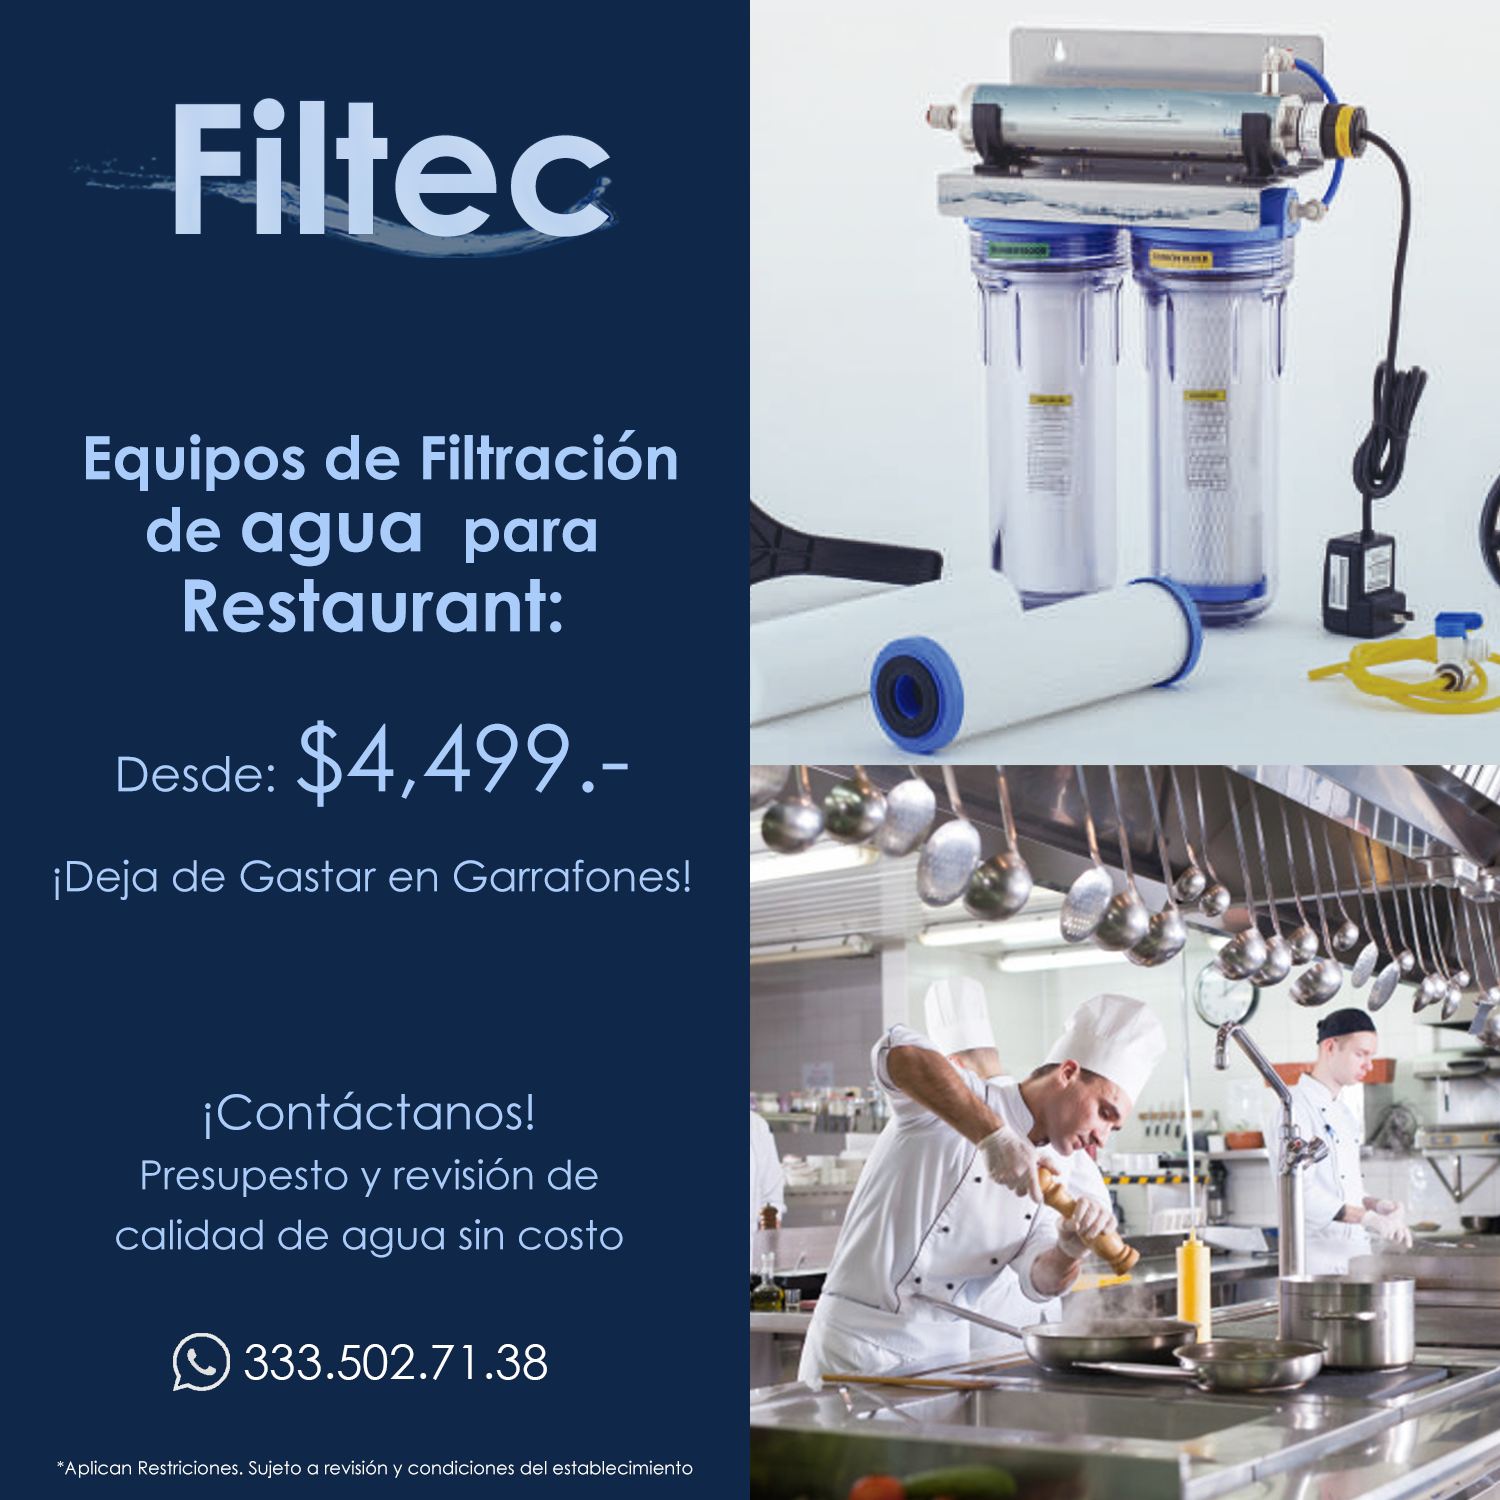 Filtec
Equipos de Filtración
de agua para
Restaurant:
Desde: $4,499.-
¡Deja de Gastar en Garrafones!
¡Contáctanos!
Presupesto y revisión de
calidad de agua sin costo
333.502.71.38
*Aplican Restriciones. Sujeto a revisión y condiciones del establecimiento